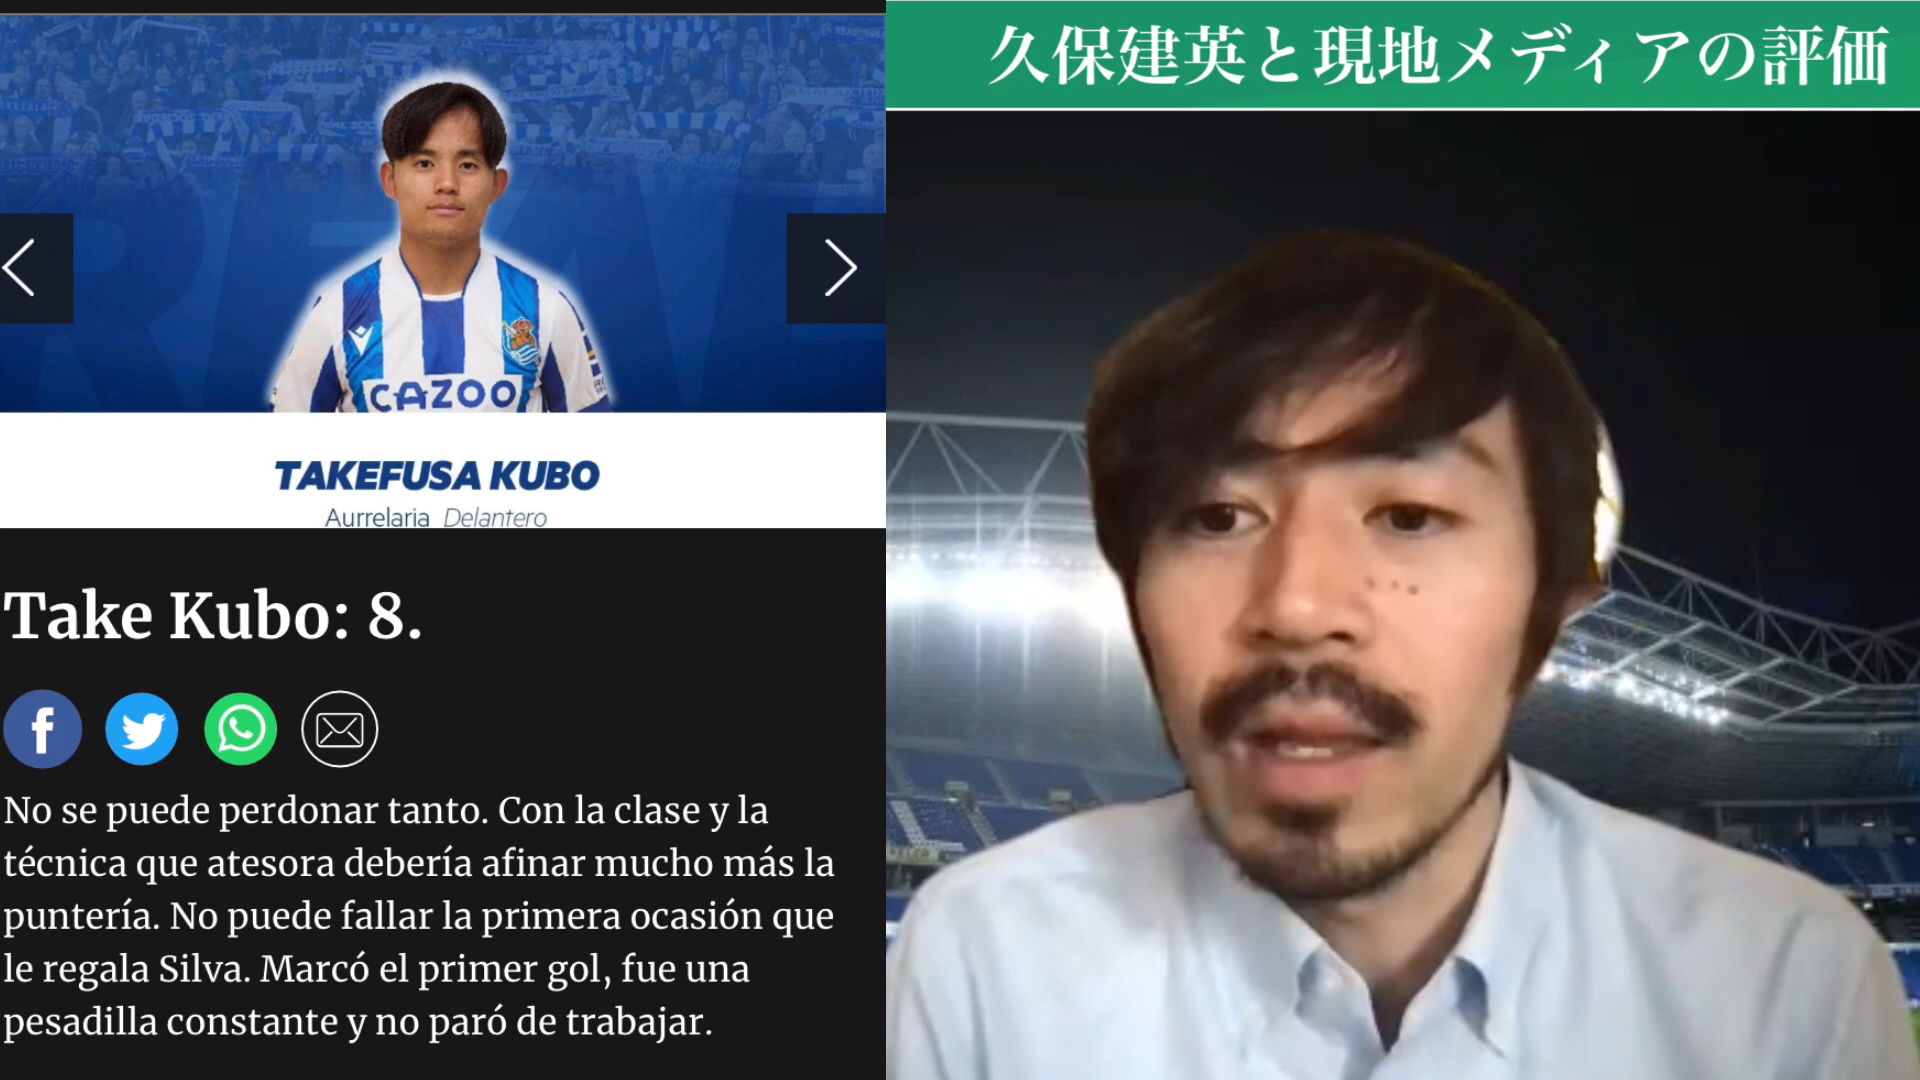 久保建英と現地メディアの評価
CAZOO
TAKEFUSA KUBO
Aurrelaria Delantero
Take Kubo: 8.
No se puede perdonar tanto. Con la clase y la
técnica que atesora debería afinar mucho más la
puntería. No puede fallar la primera ocasión que
le regala Silva. Marcó el primer gol, fue una
pesadilla constante y no paró de trabajar.